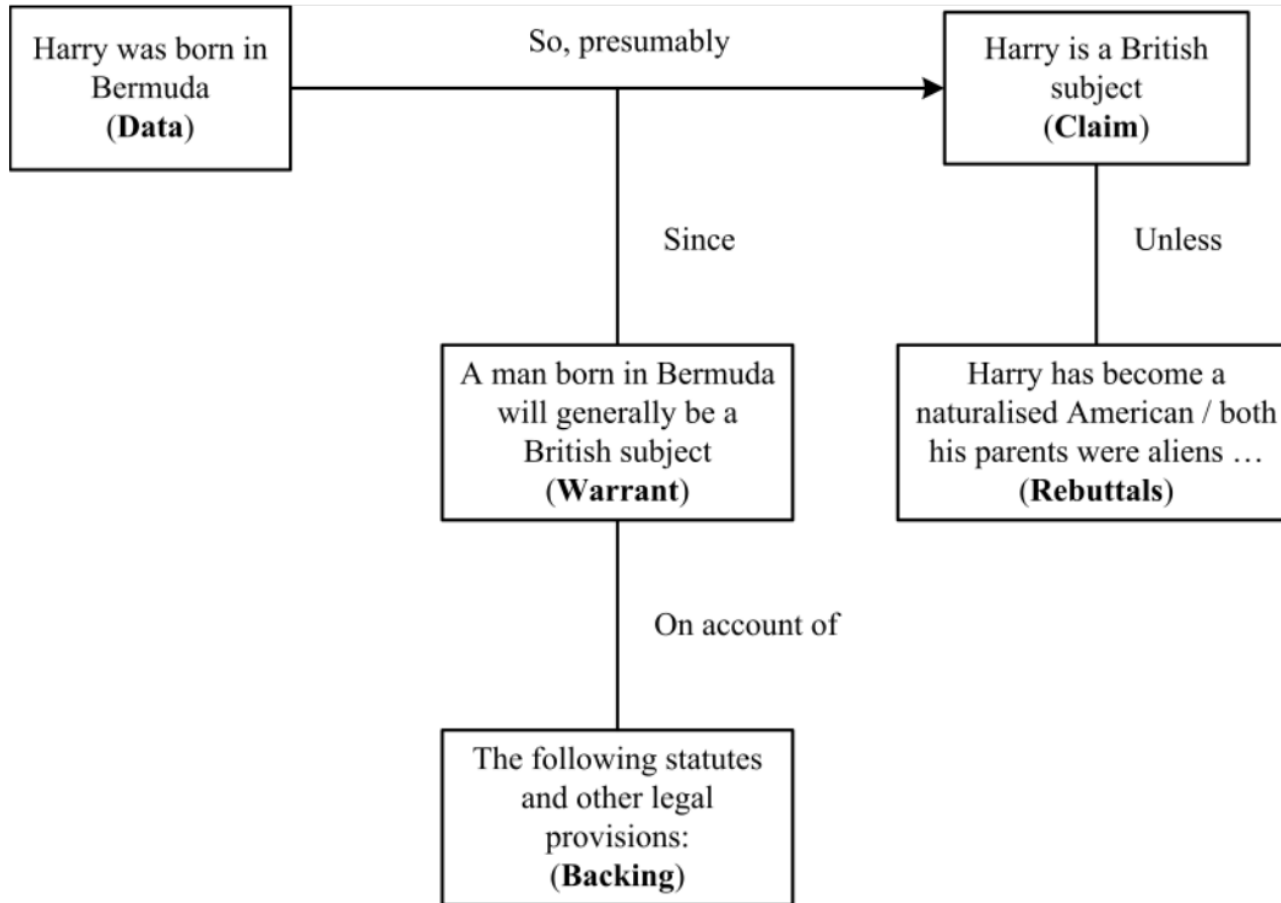 Harry was born in
Bermuda
(Data)
So, presumably
Harry is a British
subject
(Claim)
Since
Unless
A man born in Bermuda
will generally be a
British subject
(Warrant)
Harry has become a
naturalised American / both
his parents were aliens …
(Rebuttals)
On account of
The following statutes
and other legal
provisions:
(Backing)